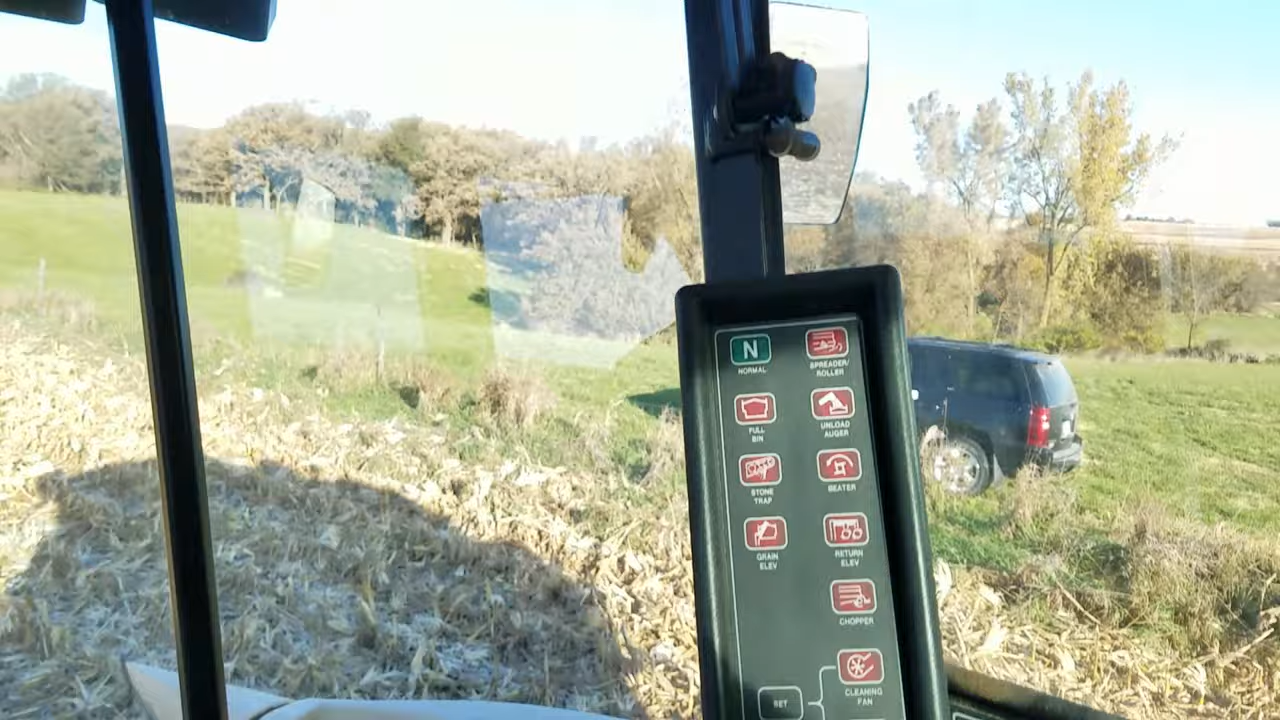 N
NORMAL
SPREADER/
ROLLER
FULL
BIN
UNLOAD
AUGER
STONE
TRAP
BEATER
GRAIN
ELEV
RETURN
ELEV
CHOPPER
CLEANING
FAN
SET